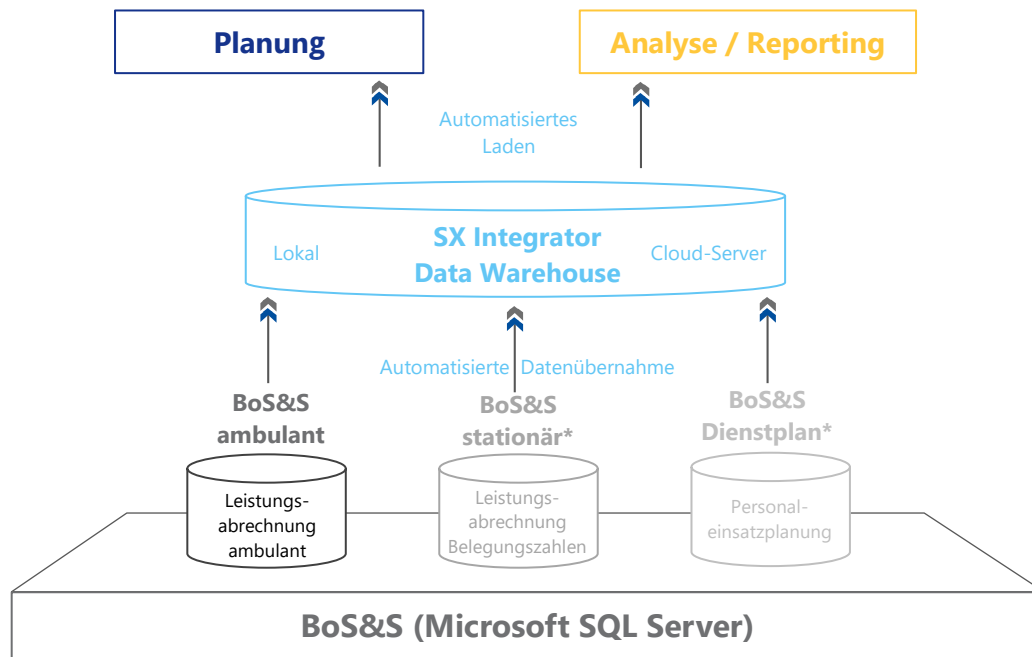 Planung
Analyse / Reporting
Automatisiertes
Laden
SX Integrator
Data Warehouse
Lokal
Cloud-Server
Automatisierte Datenübernahme
BoS&S
ambulant
BoS&S
stationär*
BoS&S
Dienstplan*
Leistungs-
abrechnung
ambulant
Leistungs-
abrechnung
Belegungszahlen
Personal-
einsatzplanung
BoS&S (Microsoft SQL Server)